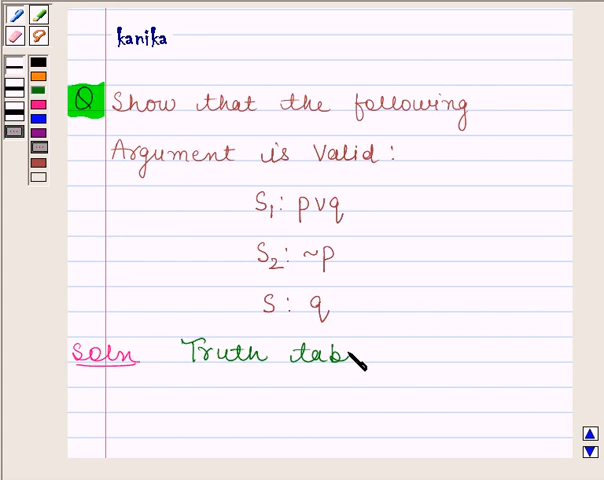 kanika
Q Show that the following
Argument is Valid:
S₁: p∨q
S₂: ~p
S: q
Soln Truth tab